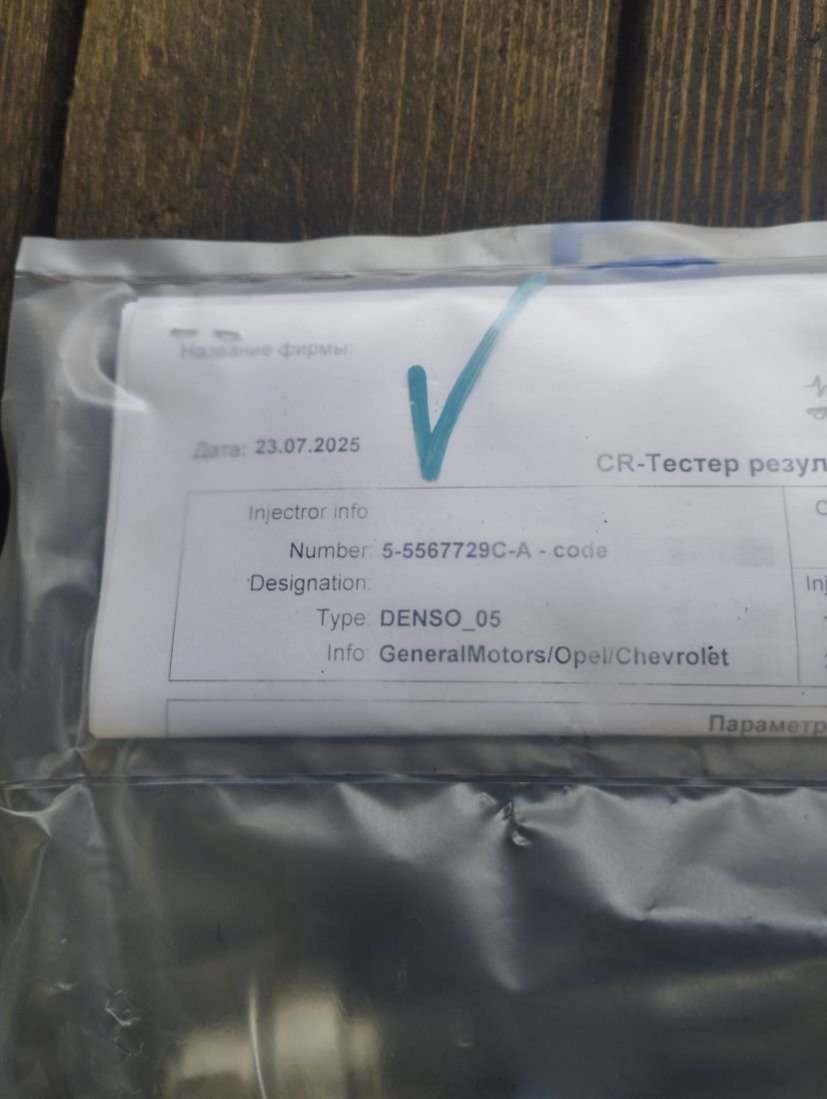 Название фирмы:
Дата: 23.07.2025
CR-Тестер резул
Injectror info
Number: 5-5567729C-A - code
Designation:
Type: DENSO_05
Info GeneralMotors/Opel/Chevrolet
Inj
Параметр